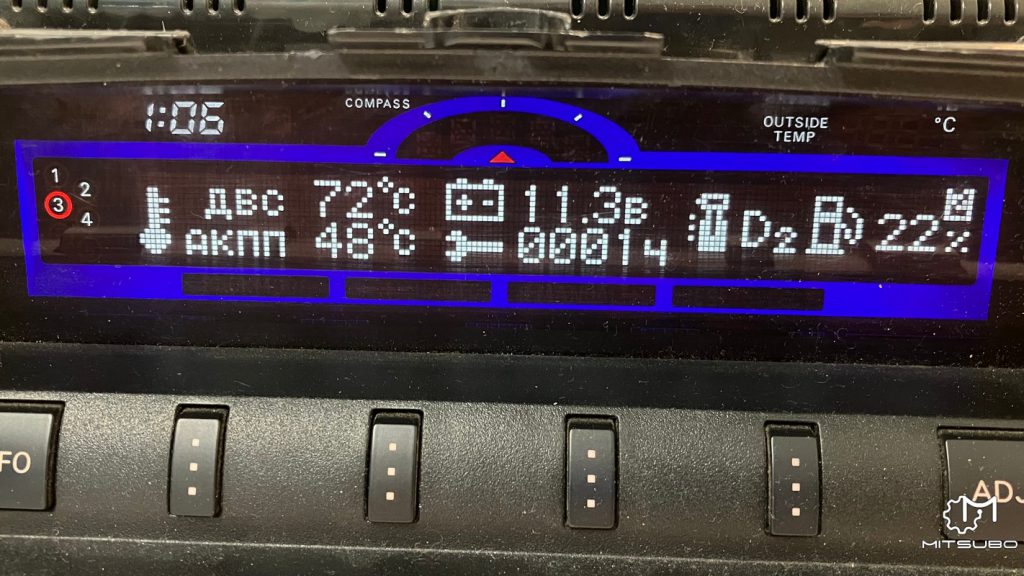 1:06
COMPASS
OUTSIDE
TEMP
°C
1
2
3
4
ДВС 72°C
АКПП 48°C
11.3В
0001ч
D2
22%
FO
ADJ
M
MITSUBO